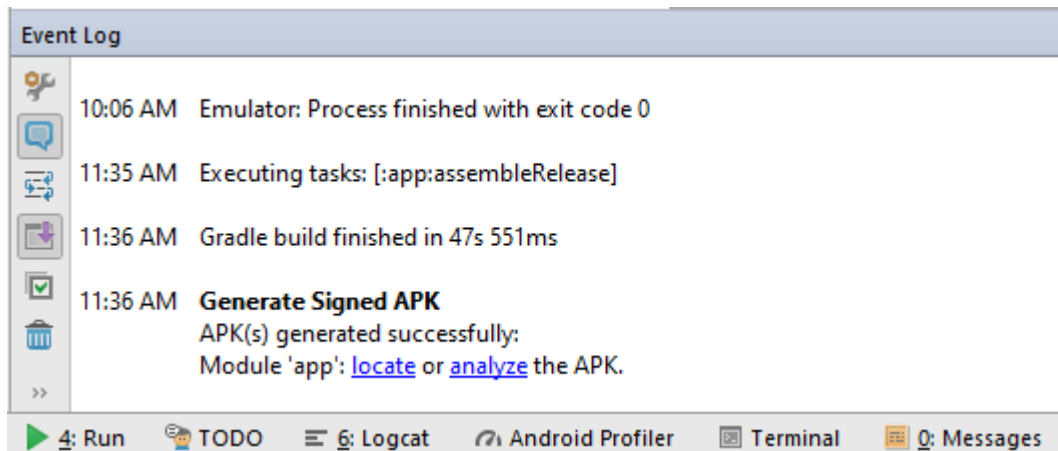 Event Log
10:06 AM Emulator: Process finished with exit code 0
11:35 AM Executing tasks: [:app:assembleRelease]
11:36 AM Gradle build finished in 47s 551ms
11:36 AM Generate Signed APK
APK(s) generated successfully:
Module 'app': locate or analyze the APK.
4: Run TODO 6: Logcat Android Profiler Terminal 0: Messages